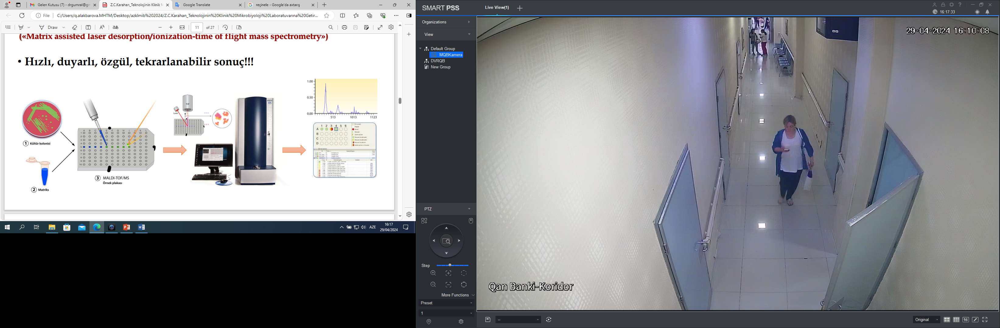 Gelen Kutusu (7) - drgumral@gm
Z.C.Karahan_Teknolojinin Klinik M
Google Translate
reçinele - Google'da axtarış
File
C:/Users/q.alakbarova.MHTM/Desktop/azklmib%202024/Z.C.Karahan_Teknolojinin%20Klinik%20Mikrobiyoloji%20Laboratuvarına%20Getir...
Draw
11 of 27
(«Matrix assisted laser desorption/ionization-time of flight mass spectrometry»)
• Hızlı, duyarlı, özgül, tekrarlanabilir sonuç!!!
1 Kültür kolonisi
2 Matriks
3 MALDI-TOF/MS
Örnek plakası
TOF
Laser
1.00
0.50
0.00
513 1013 1123
1 2 3 4 5 6
A
B
C
D
AZE
16:17
29/04/2024
SMART PSS
Live View(1)
16:17:33
Organizations
View
Default Group
MQBKamera
DVRQB
New Group
PTZ
Step
More Functions
Preset
1
29-04-2024 16:10:08
Qan Banki-Koridor
--
Original
16